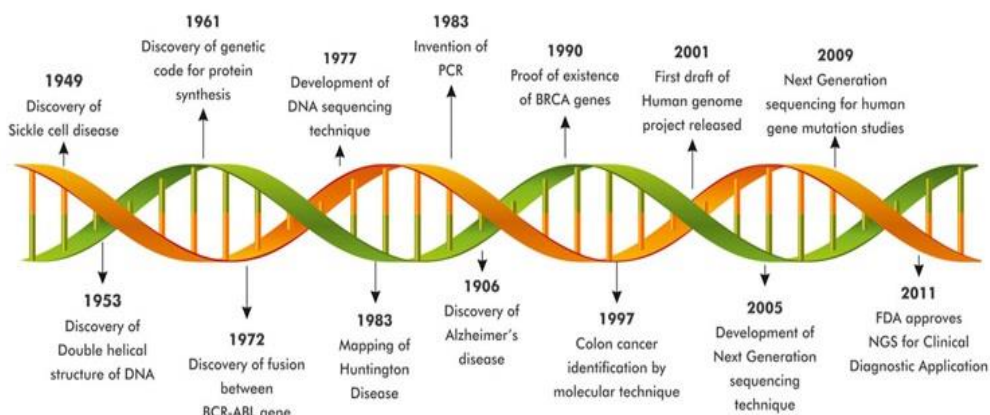 1949
Discovery of
Sickle cell disease
1961
Discovery of genetic
code for protein
synthesis
1977
Development of
DNA sequencing
technique
1983
Invention of
PCR
1990
Proof of existence
of BRCA genes
2001
First draft of
Human genome
project released
2009
Next Generation
sequencing for human
gene mutation studies
1953
Discovery of
Double helical
structure of DNA
1972
Discovery of fusion
between
BCR-ABL gene
1983
Mapping of
Huntington
Disease
1906
Discovery of
Alzheimer's
disease
1997
Colon cancer
identification by
molecular technique
2005
Development of
Next Generation
sequencing
technique
2011
FDA approves
NGS for Clinical
Diagnostic Application